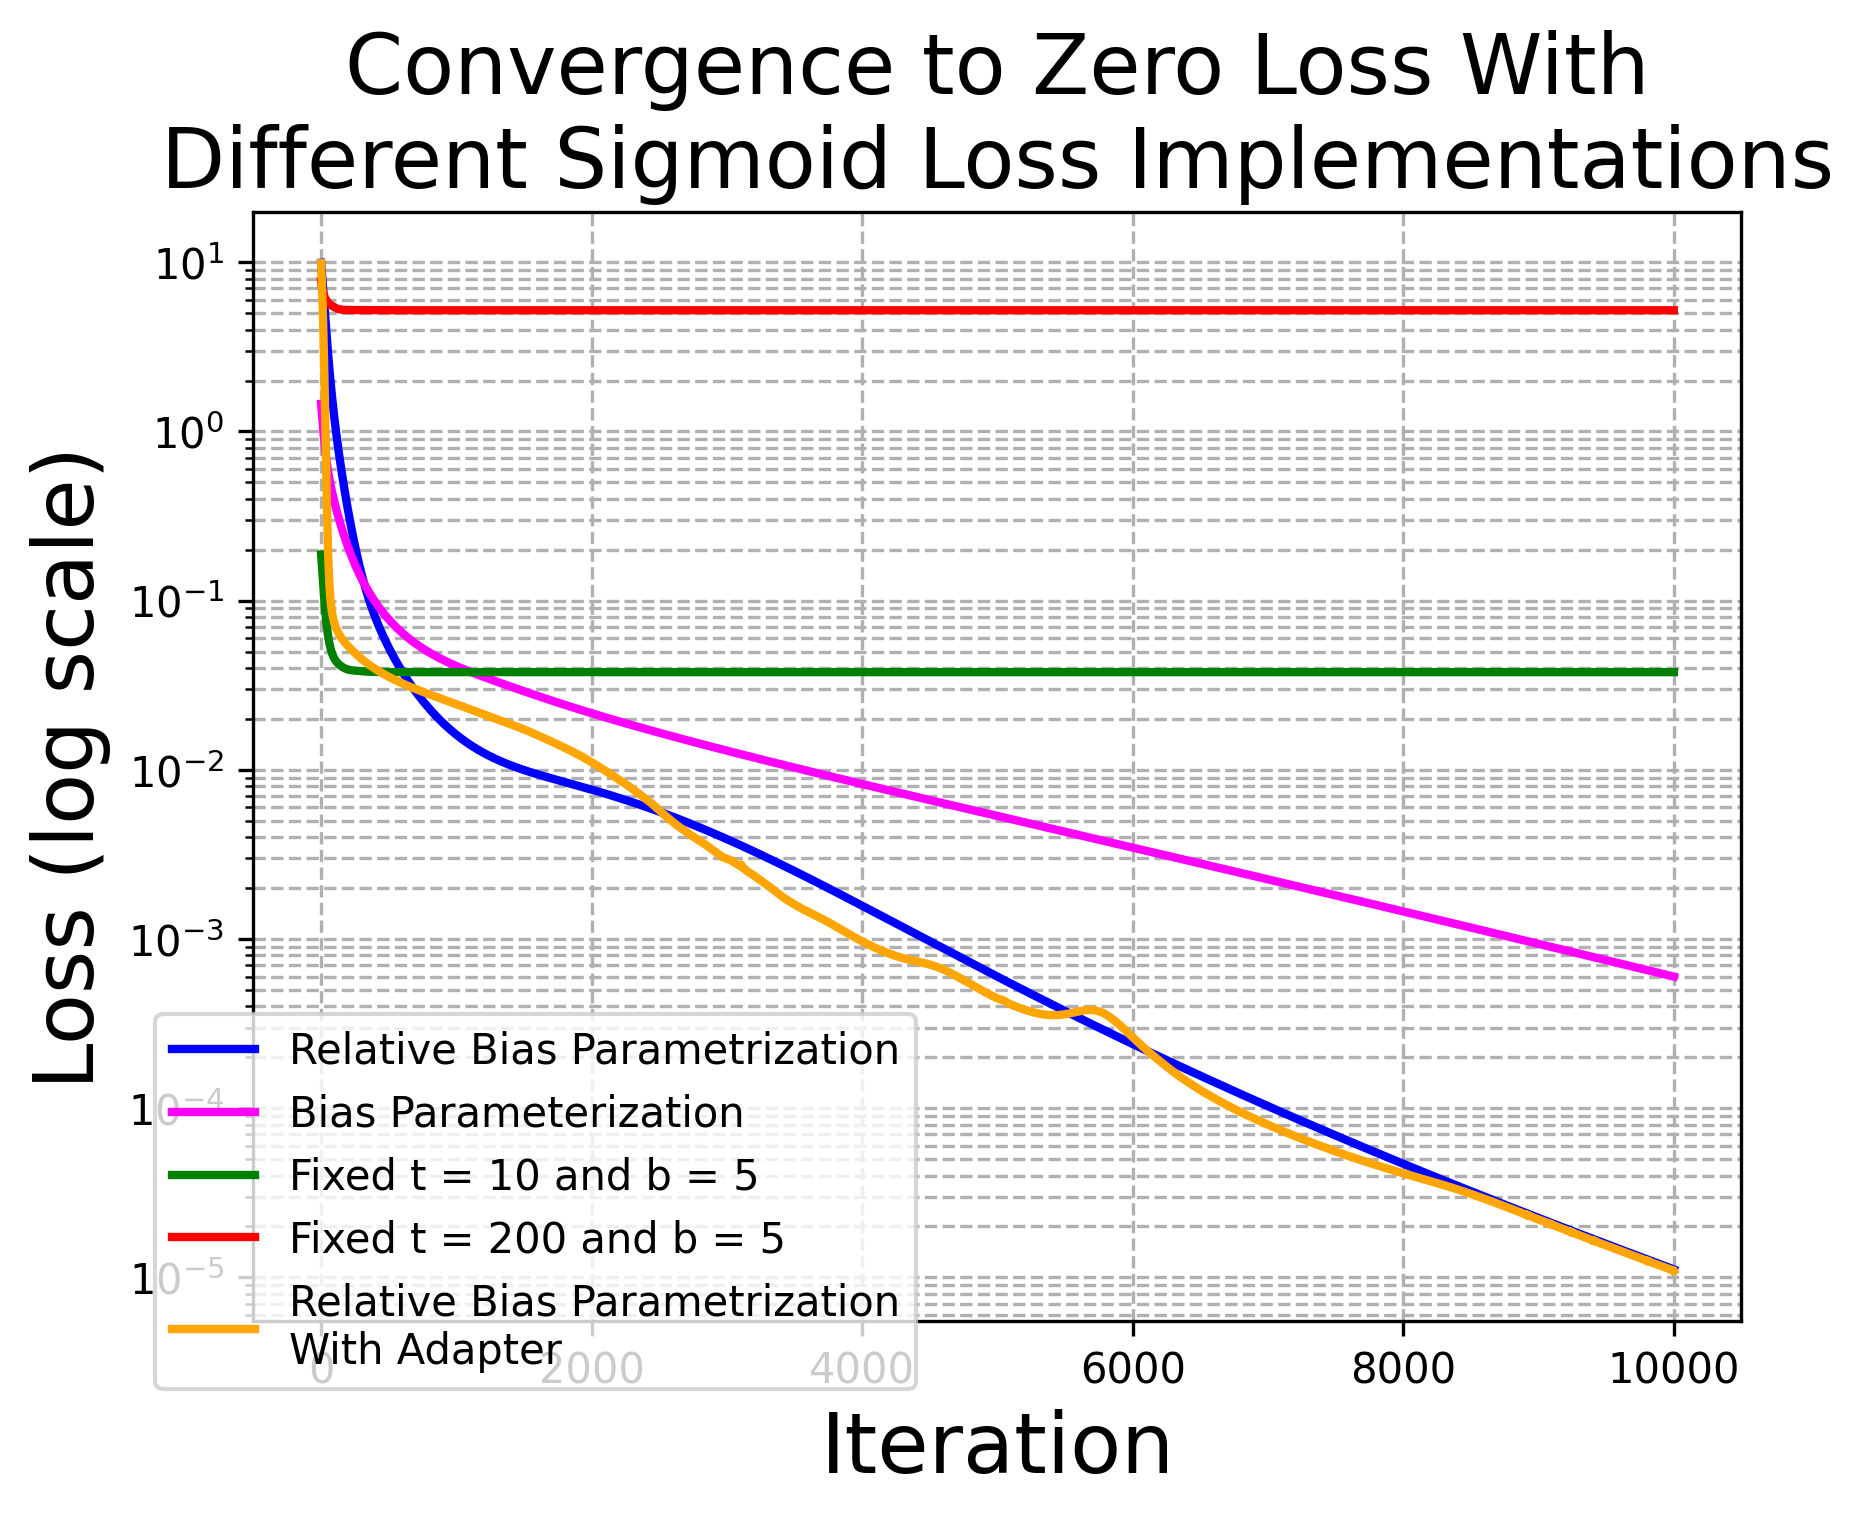 Convergence to Zero Loss With
Different Sigmoid Loss Implementations
Loss (log scale)
10^1
10^0
10^-1
10^-2
10^-3
10^-4
10^-5
Relative Bias Parametrization
Bias Parameterization
Fixed t = 10 and b = 5
Fixed t = 200 and b = 5
Relative Bias Parametrization
With Adapter
0 2000 4000 6000 8000 10000
Iteration